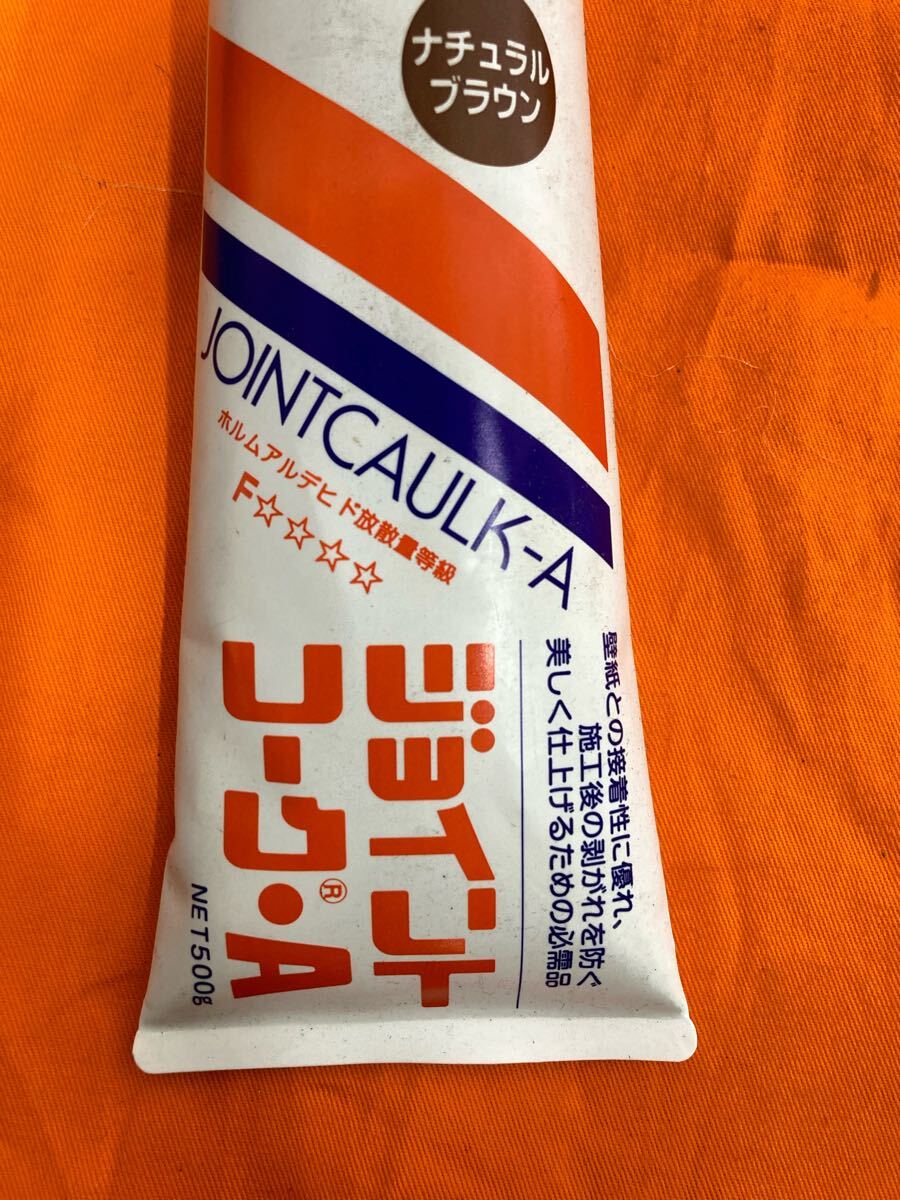 ナチュラル
ブラウン
JOINTCAULK-A
ホルムアルデヒド放散量等級
F☆☆☆☆
壁紙との接着性に優れ、
施工後の剥がれを防ぐ
美しく仕上げるための必需品
ジョイント
コーク®・A
NET500g